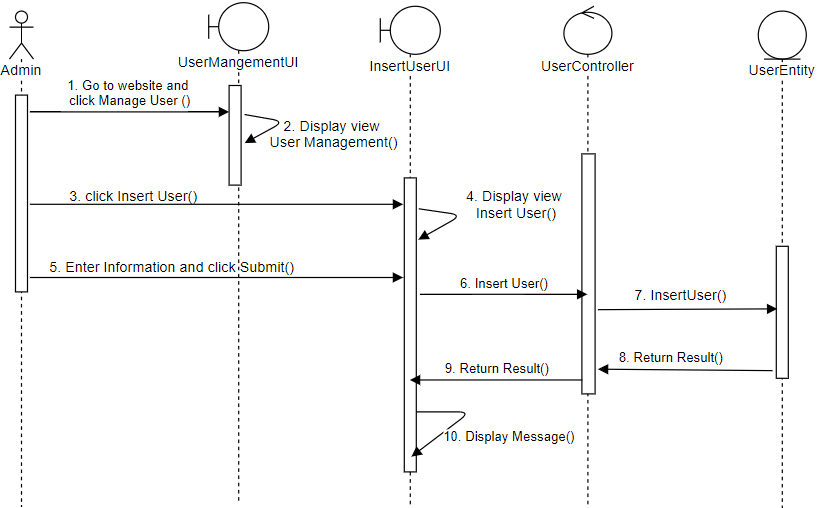 Admin
UserMangementUI
InsertUserUI
UserController
UserEntity
1. Go to website and
click Manage User ()
2. Display view
User Management()
3. click Insert User()
4. Display view
Insert User()
5. Enter Information and click Submit()
6. Insert User()
7. InsertUser()
8. Return Result()
9. Return Result()
10. Display Message()